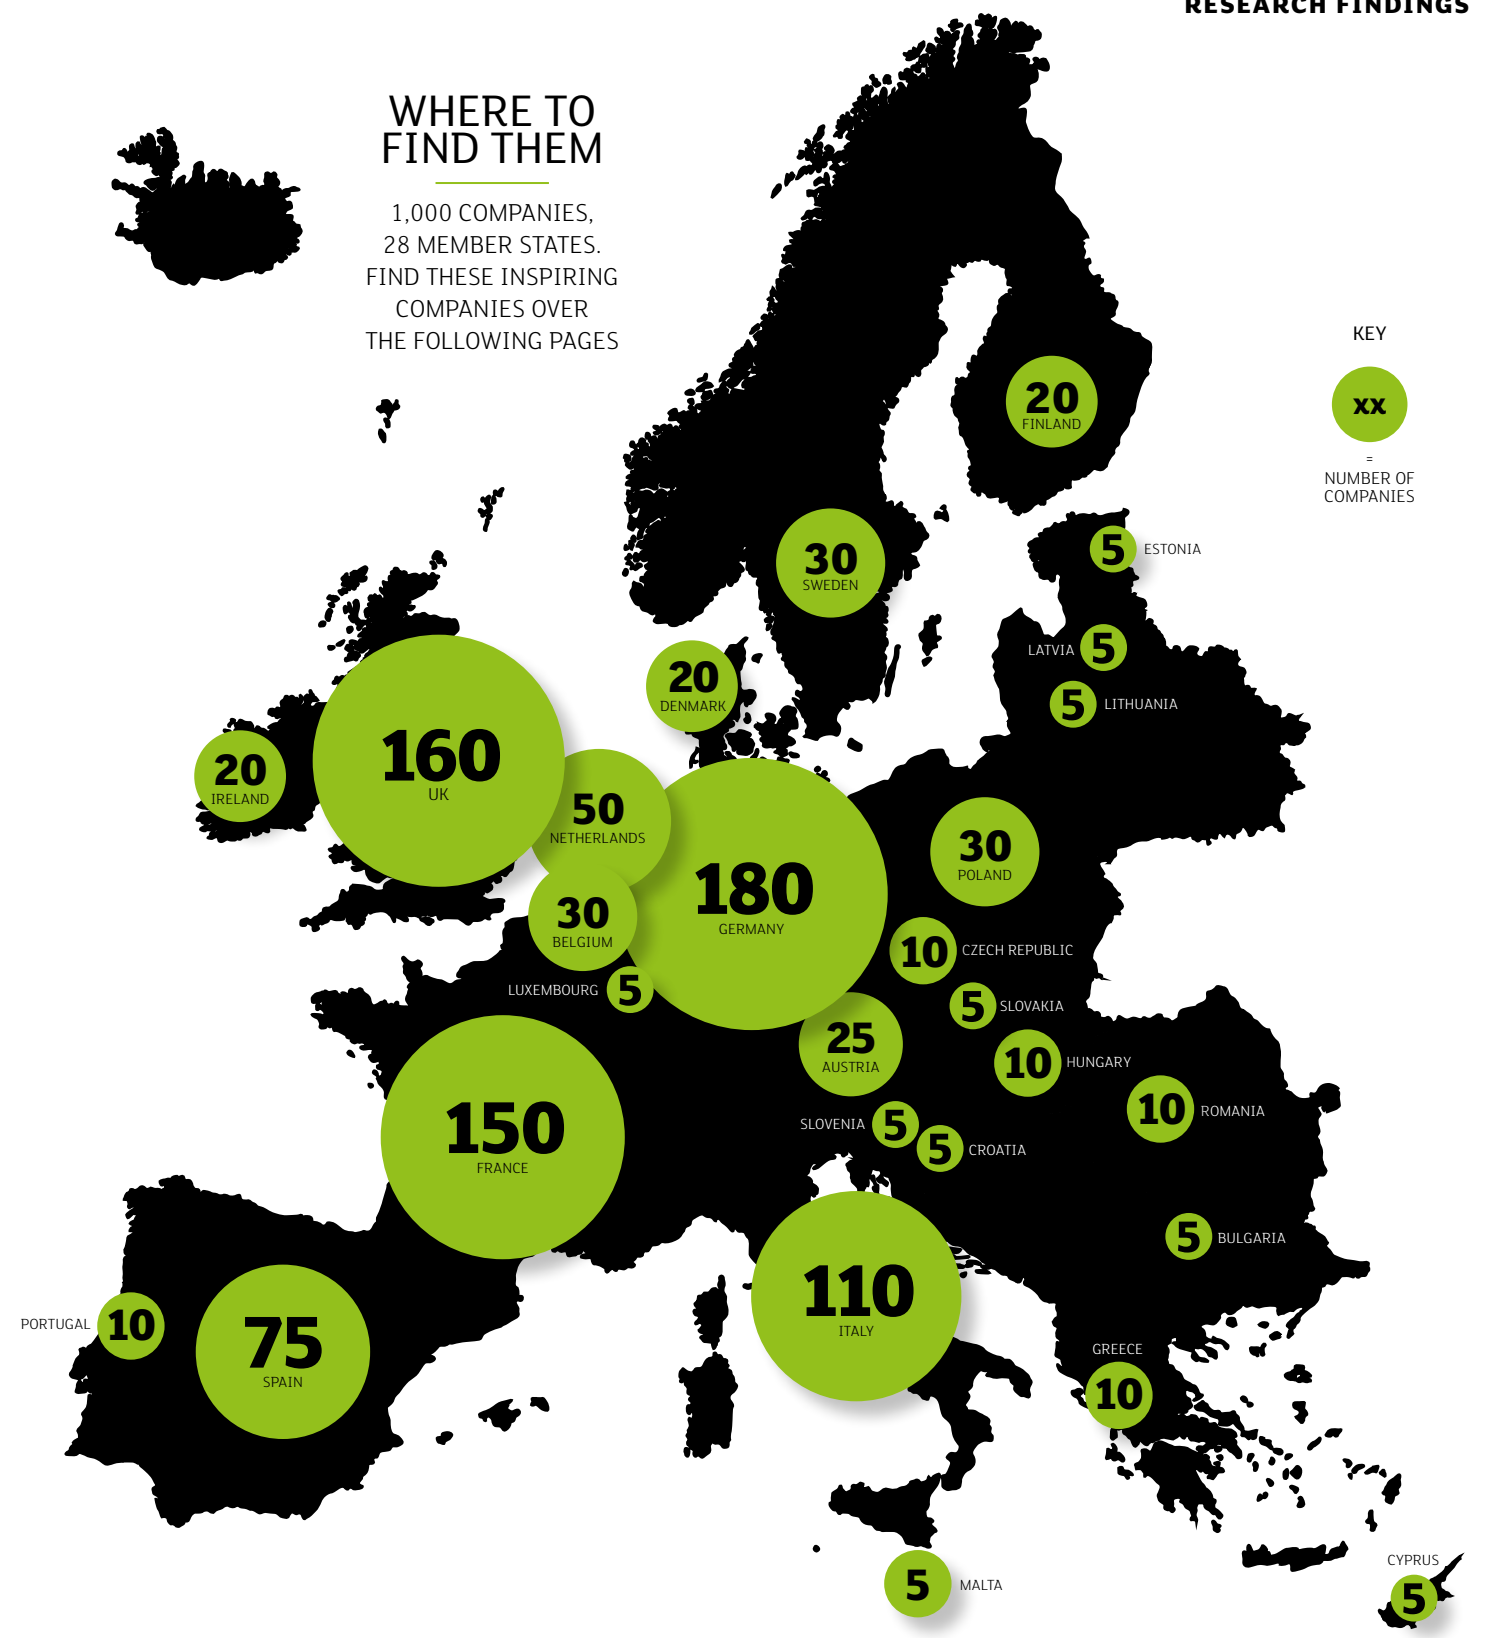 RESEARCH FINDINGS
WHERE TO
FIND THEM
1,000 COMPANIES,
28 MEMBER STATES.
FIND THESE INSPIRING
COMPANIES OVER
THE FOLLOWING PAGES
KEY
xx
=
NUMBER OF
COMPANIES
20
FINLAND
30
SWEDEN
5 ESTONIA
LATVIA 5
5 LITHUANIA
20
DENMARK
160
UK
20
IRELAND
50
NETHERLANDS
180
GERMANY
30
POLAND
30
BELGIUM
10 CZECH REPUBLIC
LUXEMBOURG 5
5 SLOVAKIA
25
AUSTRIA
10 HUNGARY
10 ROMANIA
150
FRANCE
SLOVENIA 5
5 CROATIA
5 BULGARIA
110
ITALY
PORTUGAL 10
75
SPAIN
GREECE
10
5 MALTA
CYPRUS
5